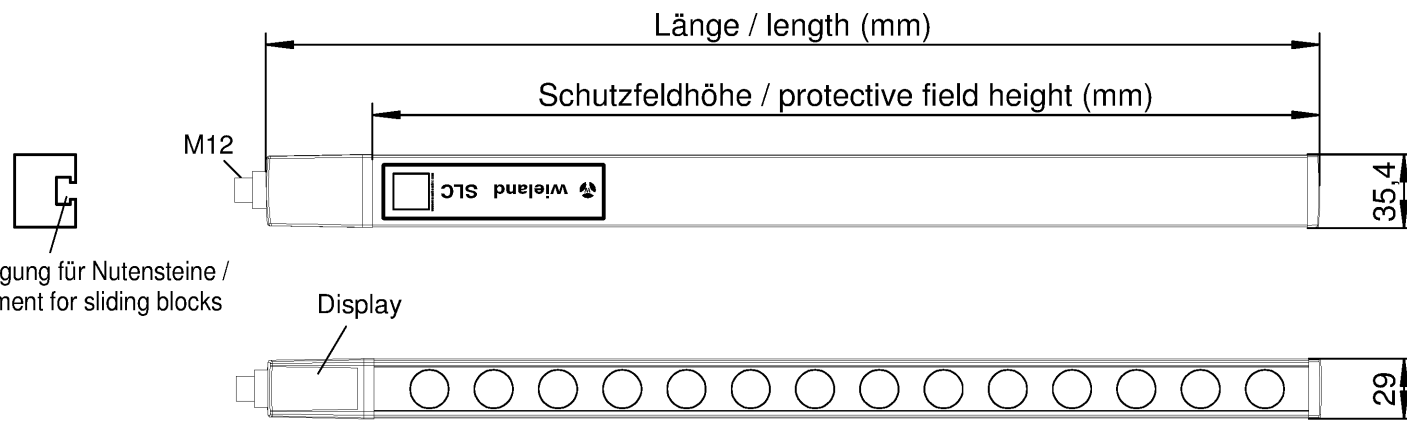 Länge / length (mm)
Schutzfeldhöhe / protective field height (mm)
M12
wieland SLC
35,4
gung für Nutensteine /
ment for sliding blocks
Display
29